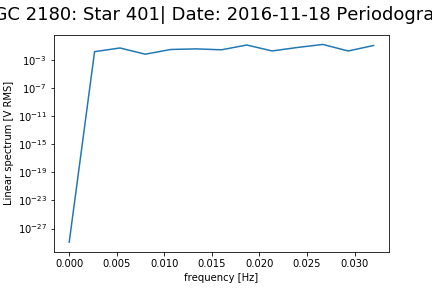 GC 2180: Star 401| Date: 2016-11-18 Periodogra
Linear spectrum [V RMS]
10⁻³
10⁻⁷
10⁻¹¹
10⁻¹⁵
10⁻¹⁹
10⁻²³
10⁻²⁷
0.000 0.005 0.010 0.015 0.020 0.025 0.030
frequency [Hz]